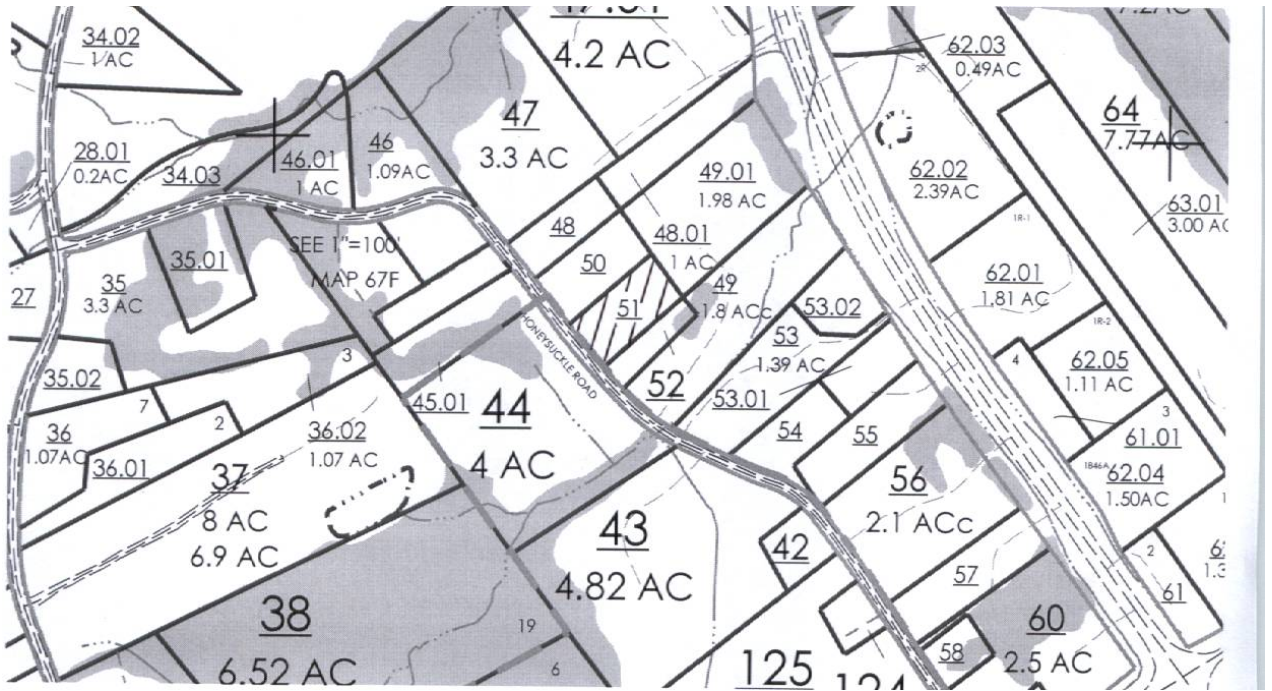 34.02
1 AC
4.2 AC
7.2AC
62.03
0.49AC
47
3.3 AC
64
7.77AC
28.01
0.2AC
34.03
46.01
1 AC
46
1.09AC
49.01
1.98 AC
62.02
2.39AC
63.01
3.00 AC
1R-1
48
48.01
1 AC
SEE 1"=100'
MAP 67F
35.01
35
3.3 AC
27
50
51
49
1.8 ACc
53.02
53
1.39 AC
62.01
1.81 AC
1R-2
HONEYSUCKLE ROAD
3
4
62.05
1.11 AC
35.02
7
2
45.01
44
4 AC
52
53.01
3
36
1.07AC
36.01
36.02
1.07 AC
54
55
61.01
37
8 AC
6.9 AC
56
2.1 ACc
1846A
62.04
1.50AC
43
4.82 AC
42
57
2
61
38
6.52 AC
19
6
58
60
2.5 AC
125
124